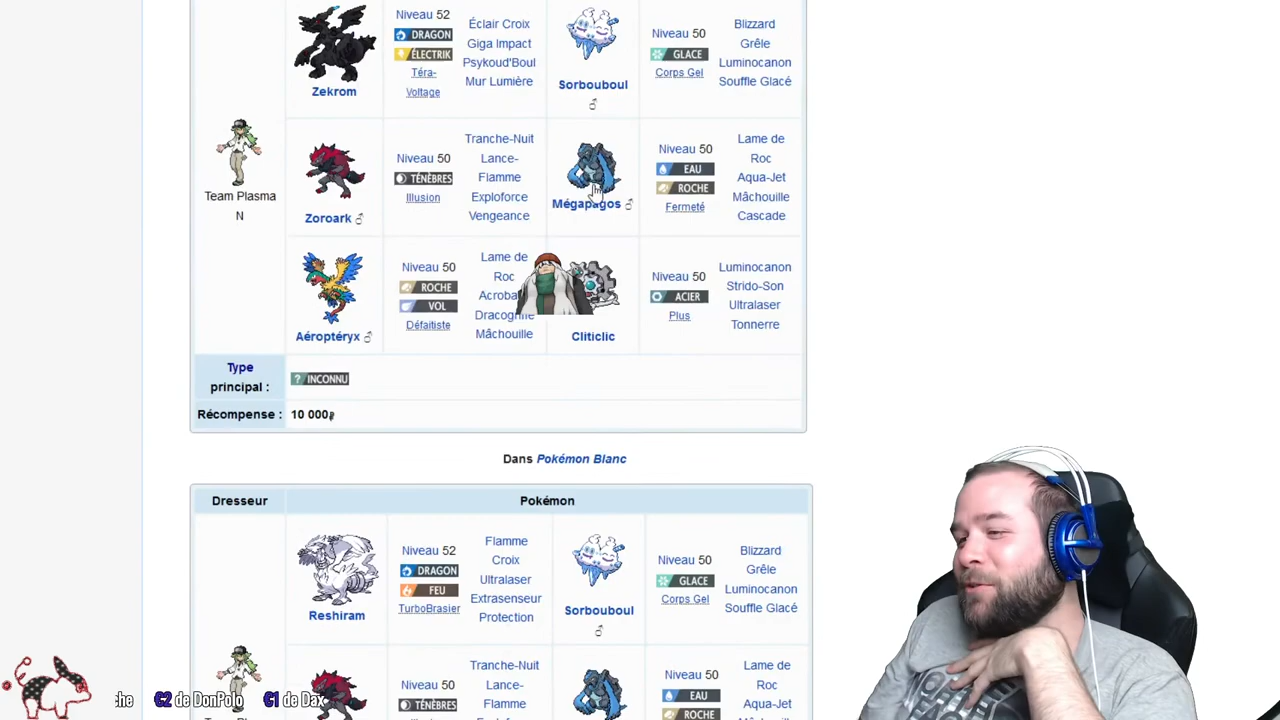 Zekrom
Niveau 52
DRAGON
ÉLECTRIK
Téra-
Voltage
Éclair Croix
Giga Impact
Psykoud'Boul
Mur Lumière
Sorbouboul
♂
Niveau 50
GLACE
Corps Gel
Blizzard
Grêle
Luminocanon
Souffle Glacé
Team Plasma
N
Zoroark ♂
Niveau 50
TÉNÈBRES
Illusion
Tranche-Nuit
Lance-
Flamme
Exploforce
Vengeance
Mégapagos ♂
Niveau 50
EAU
ROCHE
Fermeté
Lame de
Roc
Aqua-Jet
Mâchouille
Cascade
Aéroptéryx ♂
Niveau 50
ROCHE
VOL
Défaitiste
Lame de
Roc
Acroba
Dracogriffe
Mâchouille
Cliticlic
Niveau 50
ACIER
Plus
Luminocanon
Strido-Son
Ultralaser
Tonnerre
Type
principal :
? INCONNU
Récompense :
10 000₽
Dans Pokémon Blanc
Dresseur
Pokémon
Reshiram
Niveau 52
DRAGON
FEU
TurboBrasier
Flamme
Croix
Ultralaser
Extrasenseur
Protection
Sorbouboul
♂
Niveau 50
GLACE
Corps Gel
Blizzard
Grêle
Luminocanon
Souffle Glacé
Niveau 50
TÉNÈBRES
Tranche-Nuit
Lance-
Flamme
Niveau 50
EAU
ROCHE
Lame de
Roc
Aqua-Jet
che G2 de DonPolo G1 de Dax